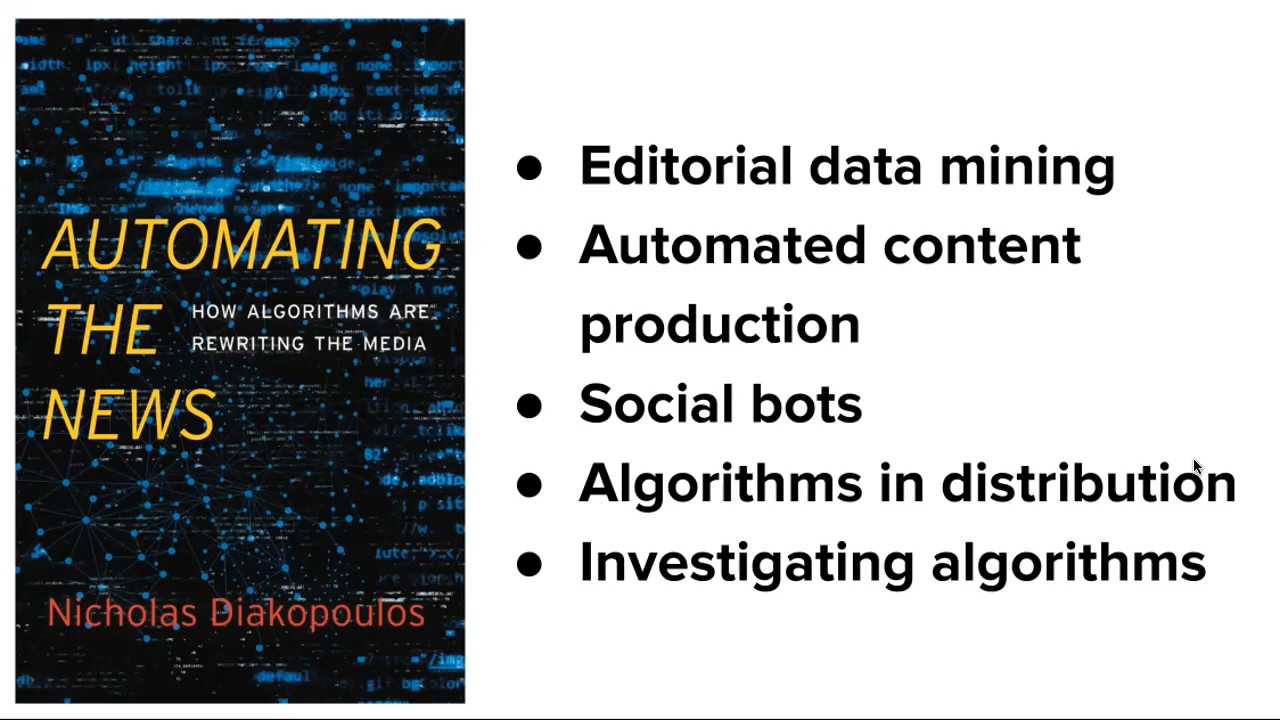 AUTOMATING
THE
HOW ALGORITHMS ARE
REWRITING THE MEDIA
NEWS
Nicholas Diakopoulos
● Editorial data mining
● Automated content
production
● Social bots
● Algorithms in distribution
● Investigating algorithms